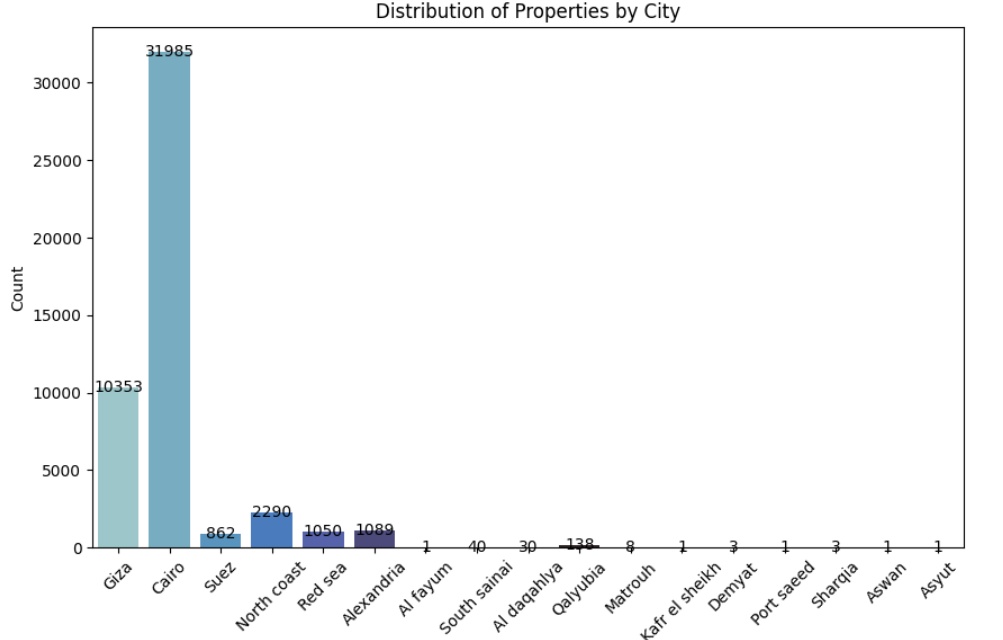 Distribution of Properties by City
Count
30000
25000
20000
15000
10000
5000
0
10353
31985
862
2290
1050
1089
1
40
30
138
8
1
3
1
3
1
1
Giza
Cairo
Suez
North coast
Red sea
Alexandria
Al fayum
South sainai
Al daqahlya
Qalyubia
Matrouh
Kafr el sheikh
Demyat
Port saeed
Sharqia
Aswan
Asyut